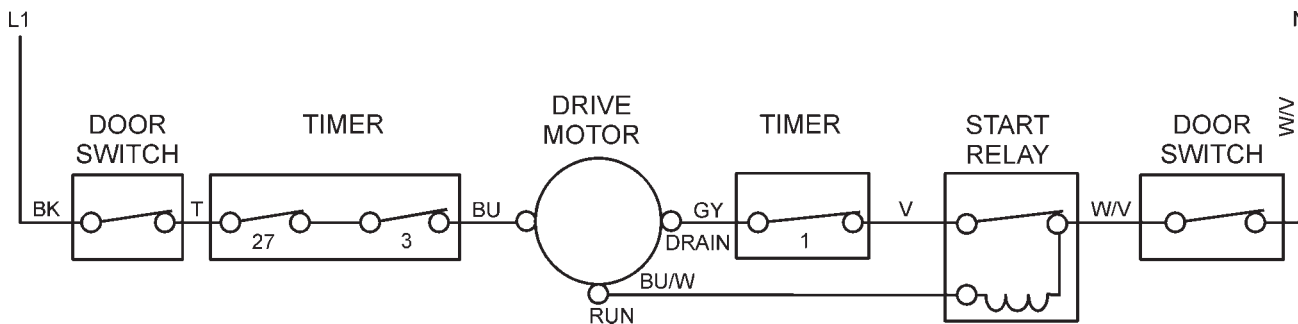 L1
N
DOOR
SWITCH
TIMER
DRIVE
MOTOR
TIMER
START
RELAY
DOOR
SWITCH
W/V
BK
T
27
3
BU
GY
DRAIN
1
V
W/V
BU/W
RUN